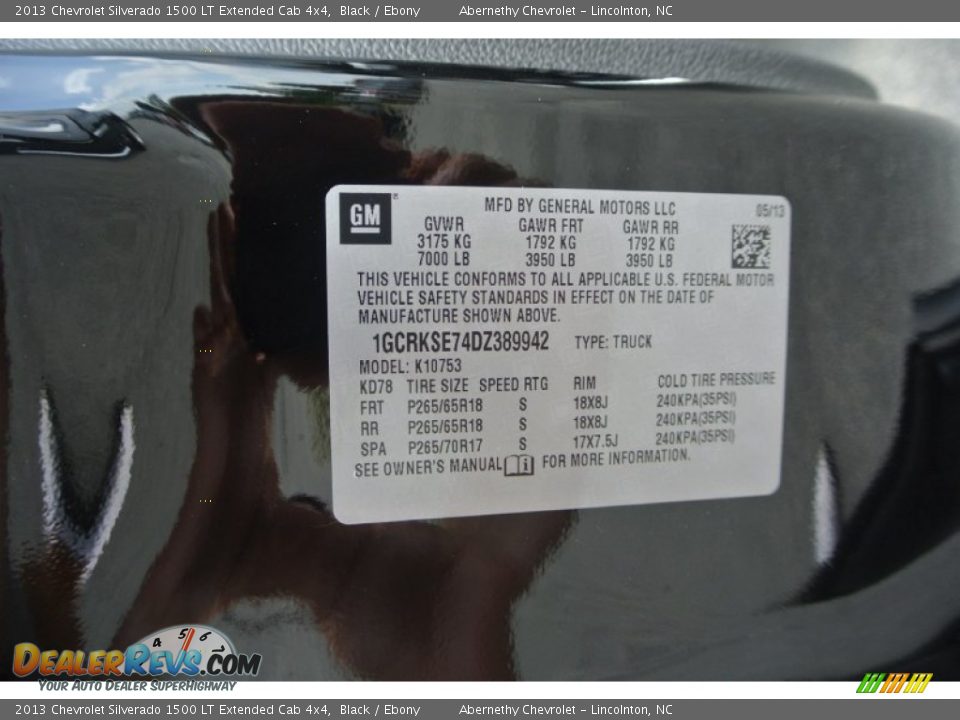 2013 Chevrolet Silverado 1500 LT Extended Cab 4x4, Black / Ebony Abernethy Chevrolet - Lincolnton, NC
GM ®
MFD BY GENERAL MOTORS LLC 05/13
GVWR GAWR FRT GAWR RR
3175 KG 1792 KG 1792 KG
7000 LB 3950 LB 3950 LB
THIS VEHICLE CONFORMS TO ALL APPLICABLE U.S. FEDERAL MOTOR
VEHICLE SAFETY STANDARDS IN EFFECT ON THE DATE OF
MANUFACTURE SHOWN ABOVE.
1GCRKSE74DZ389942 TYPE: TRUCK
MODEL: K10753
KD78 TIRE SIZE SPEED RTG RIM COLD TIRE PRESSURE
FRT P265/65R18 S 18X8J 240KPA(35PSI)
RR P265/65R18 S 18X8J 240KPA(35PSI)
SPA P265/70R17 S 17X7.5J 240KPA(35PSI)
SEE OWNER'S MANUAL i FOR MORE INFORMATION.
4 5 6
DealerRevs.com
Your Auto Dealer SuperHighway
2013 Chevrolet Silverado 1500 LT Extended Cab 4x4, Black / Ebony Abernethy Chevrolet - Lincolnton, NC